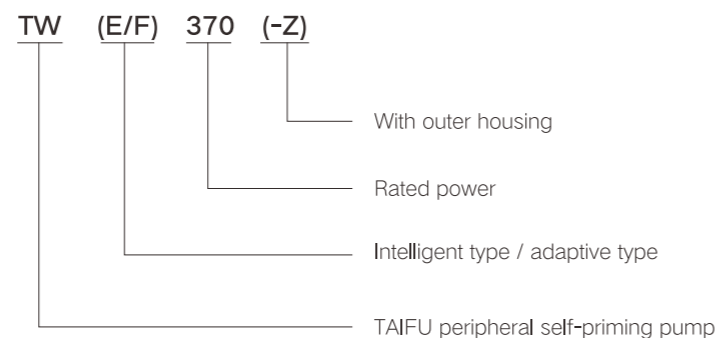 TW (E/F) 370 (-Z)
With outer housing
Rated power
Intelligent type / adaptive type
TAIFU peripheral self-priming pump